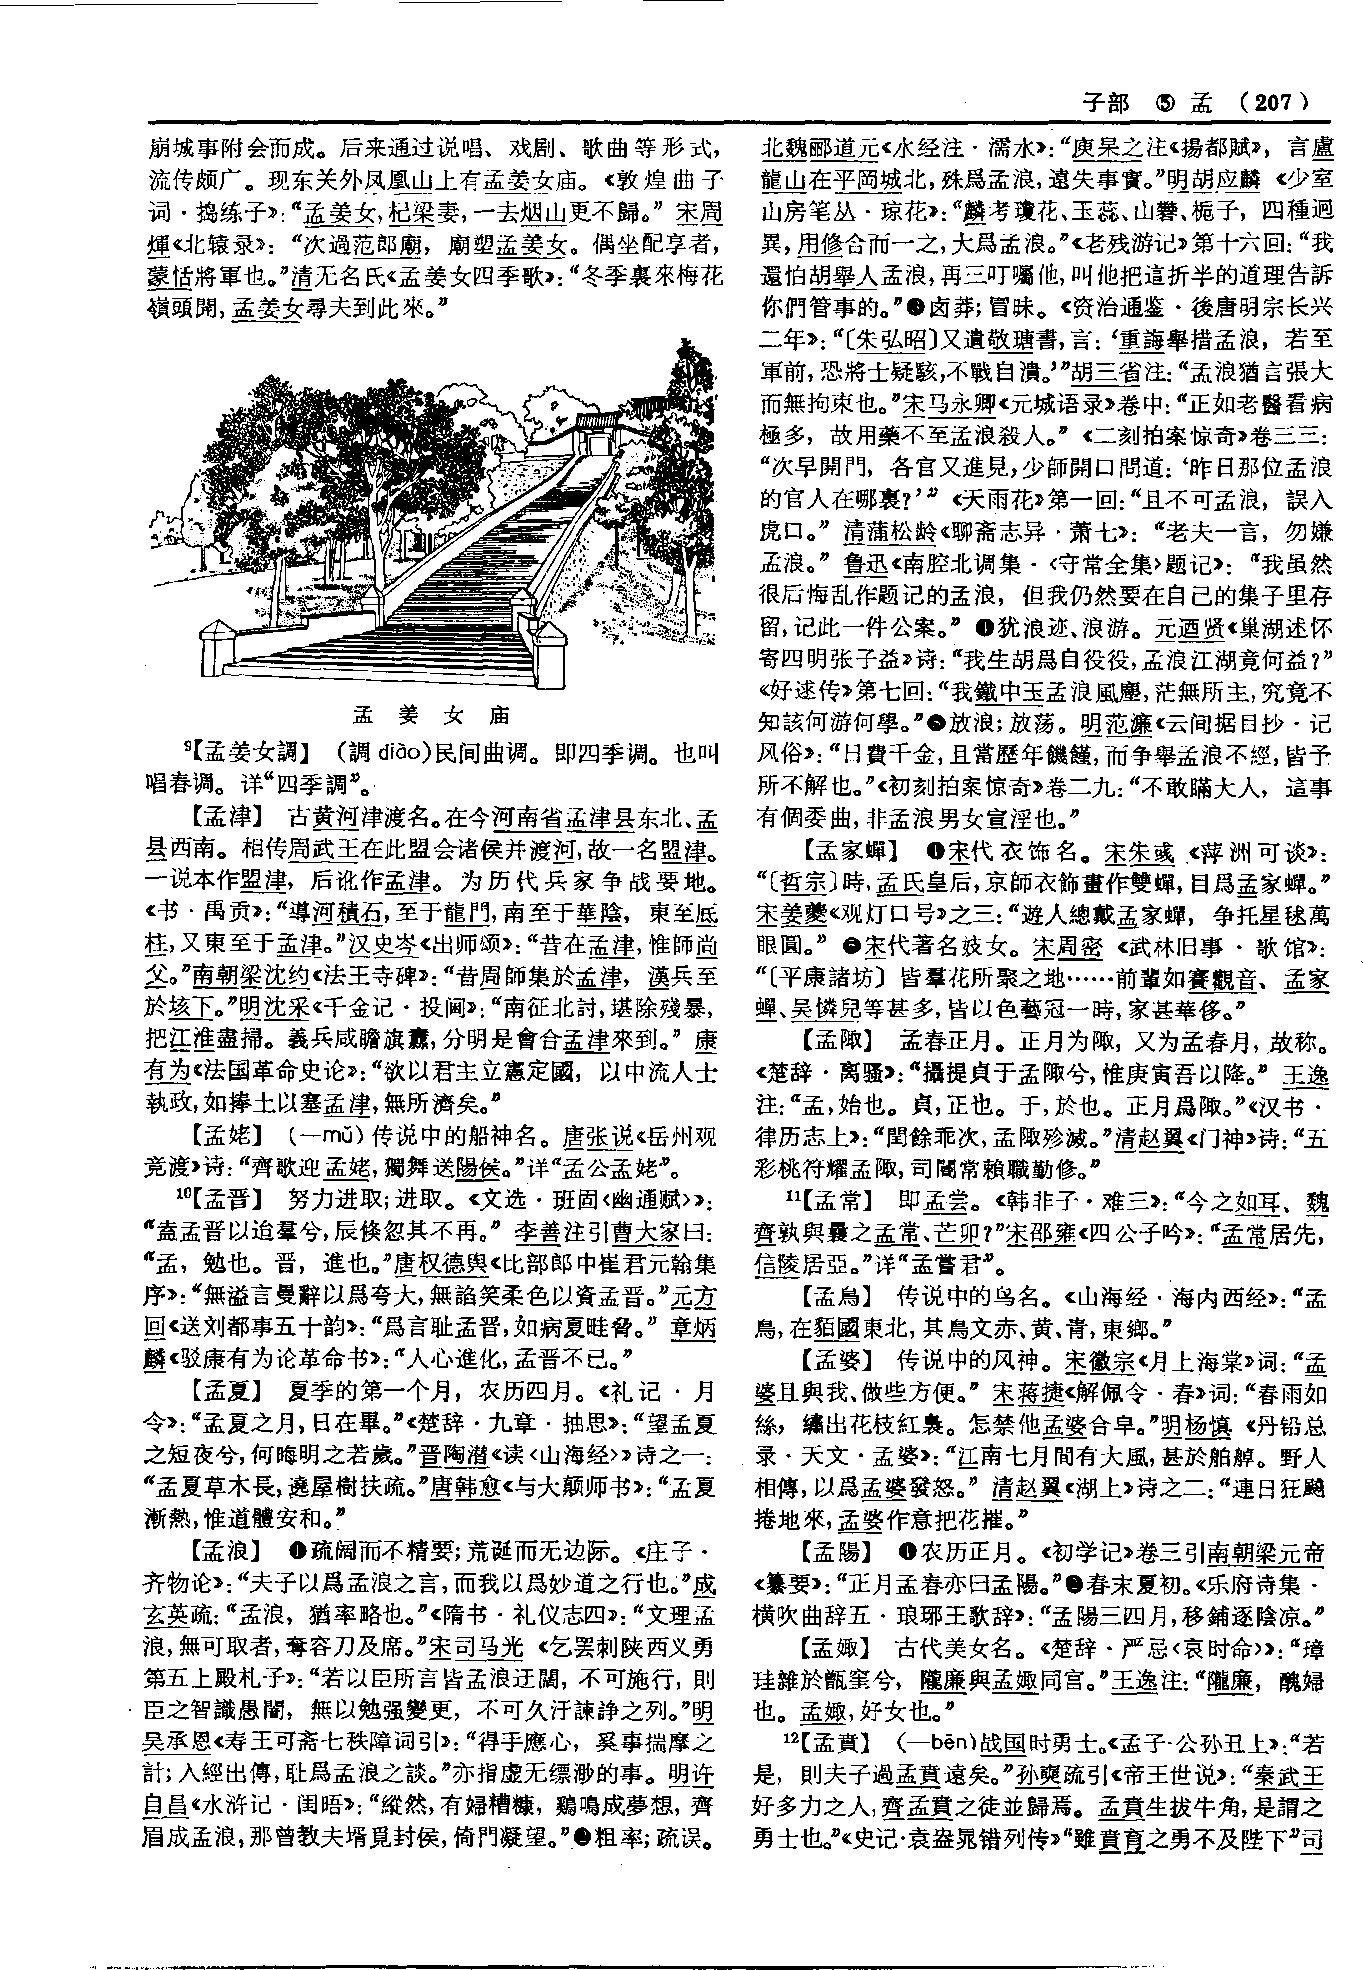 子部 ⑤ 孟 （207）
崩城事附会而成。后来通过说唱、戏剧、歌曲等形式，
流传颇广。现东关外凤凰山上有孟姜女庙。《敦煌曲子
词·捣练子》：“孟姜女，杞梁妻，一去烟山更不歸。” 宋周
煇《北辕录》：“次過范郎廟，廟塑孟姜女。偶坐配享者，
蒙恬將軍也。”清无名氏《孟姜女四季歌》：“冬季裏來梅花
嶺頭開，孟姜女尋夫到此來。”
孟姜女庙
⁹【孟姜女調】 （調 diào）民间曲调。即四季调。也叫
唱春调。详“四季調”。
【孟津】 古黄河津渡名。在今河南省孟津县东北、孟
县西南。相传周武王在此盟会诸侯并渡河，故一名盟津。
一说本作盟津，后讹作孟津。为历代兵家争战要地。
《书·禹贡》：“導河積石，至于龍門，南至于華陰，東至厎
柱，又東至于孟津。”汉史岑《出师颂》：“昔在孟津，惟師尚
父。”南朝梁沈约《法王寺碑》：“昔周師集於孟津，漢兵至
於垓下。”明沈采《千金记·投阃》：“南征北討，堪除殘暴，
把江淮盡掃。義兵咸瞻旗纛，分明是會合孟津來到。” 康
有为《法国革命史论》：“欲以君主立憲定國，以中流人士
執政，如捧土以塞孟津，無所濟矣。”
【孟姥】 （—mǔ）传说中的船神名。唐张说《岳州观
竞渡》诗：“齊歌迎孟姥，獨舞送陽侯。”详“孟公孟姥”。
¹⁰【孟晋】 努力进取；进取。《文选·班固〈幽通赋〉》：
“盍孟晋以迨羣兮，辰倏忽其不再。” 李善注引曹大家曰：
“孟，勉也。晋，進也。”唐权德舆《比部郎中崔君元翰集
序》：“無溢言曼辭以爲夸大，無諂笑柔色以資孟晋。”元方
回《送刘都事五十韵》：“爲言耻孟晋，如病夏畦脅。” 章炳
麟《驳康有为论革命书》：“人心進化，孟晋不已。”
【孟夏】 夏季的第一个月，农历四月。《礼记·月
令》：“孟夏之月，日在畢。”《楚辞·九章·抽思》：“望孟夏
之短夜兮，何晦明之若歲。”晋陶潜《读〈山海经〉》诗之一：
“孟夏草木長，遶屋樹扶疏。”唐韩愈《与大颠师书》：“孟夏
漸熱，惟道體安和。”
【孟浪】 ❶疏阔而不精要；荒诞而无边际。《庄子·
齐物论》：“夫子以爲孟浪之言，而我以爲妙道之行也。”成
玄英疏：“孟浪，猶率略也。”《隋书·礼仪志四》：“文理孟
浪，無可取者，奪容刀及席。”宋司马光《乞罢刺陕西义勇
第五上殿札子》：“若以臣所言皆孟浪迂闊，不可施行，則
臣之智識愚闇，無以勉强變更，不可久汙諫諍之列。”明
吴承恩《寿王可斋七秩障词引》：“得手應心，奚事揣摩之
計；入經出傳，耻爲孟浪之談。”亦指虚无缥渺的事。明许
自昌《水浒记·闺晤》：“縱然，有婦糟糠，鷄鳴成夢想，齊
眉成孟浪，那曾教夫壻覓封侯，倚門凝望。”❷粗率；疏误。
北魏郦道元《水经注·濡水》：“庾杲之注《揚都賦》，言盧
龍山在平岡城北，殊爲孟浪，遠失事實。”明胡应麟《少室
山房笔丛·琼花》：“麟考瓊花、玉蕊、山礬、栀子，四種迥
異，用修合而一之，大爲孟浪。”《老残游记》第十六回：“我
還怕胡舉人孟浪，再三叮囑他，叫他把這折半的道理告訴
你們管事的。”❸卤莽；冒昧。《资治通鉴·後唐明宗长兴
二年》：“〔朱弘昭〕又遺敬瑭書，言：‘重誨舉措孟浪，若至
軍前，恐將士疑駭，不戰自潰。’”胡三省注：“孟浪猶言張大
而無拘束也。”宋马永卿《元城语录》卷中：“正如老醫看病
極多，故用藥不至孟浪殺人。”《二刻拍案惊奇》卷三三：
“次早開門，各官又進見，少師開口問道：‘昨日那位孟浪
的官人在哪裏？’”《天雨花》第一回：“且不可孟浪，誤入
虎口。” 清蒲松龄《聊斋志异·萧七》：“老夫一言，勿嫌
孟浪。” 鲁迅《南腔北调集·〈守常全集〉题记》：“我虽然
很后悔乱作题记的孟浪，但我仍然要在自己的集子里存
留，记此一件公案。”❹犹浪迹、浪游。元迺贤《巢湖述怀
寄四明张子益》诗：“我生胡爲自役役，孟浪江湖竟何益？”
《好逑传》第七回：“我鐵中玉孟浪風塵，茫無所主，究竟不
知該何游何學。”❺放浪；放荡。明范濂《云间据目抄·记
风俗》：“日費千金，且當歷年饑饉，而争舉孟浪不經，皆予
所不解也。”《初刻拍案惊奇》卷二九：“不敢瞞大人，這事
有個委曲，非孟浪男女宣淫也。”
【孟家蟬】 ❶宋代衣饰名。宋朱彧《萍洲可谈》：
“〔哲宗〕時，孟氏皇后，京師衣飾畫作雙蟬，目爲孟家蟬。”
宋姜夔《观灯口号》之三：“遊人總戴孟家蟬，争托星毬萬
眼圓。”❷宋代著名妓女。宋周密《武林旧事·歌馆》：
“〔平康諸坊〕皆羣花所聚之地……前輩如賽觀音、孟家
蟬、吴憐兒等甚多，皆以色藝冠一時，家甚華侈。”
【孟陬】 孟春正月。正月为陬，又为孟春月，故称。
《楚辞·离骚》：“攝提貞于孟陬兮，惟庚寅吾以降。” 王逸
注：“孟，始也。貞，正也。于，於也。正月爲陬。”《汉书·
律历志上》：“閏餘乖次，孟陬殄滅。”清赵翼《门神》诗：“五
彩桃符耀孟陬，司閽常賴職勤修。”
¹¹【孟常】 即孟尝。《韩非子·难三》：“今之如耳、魏
齊孰與曩之孟常、芒卯？”宋邵雍《四公子吟》：“孟常居先，
信陵居亞。”详“孟嘗君”。
【孟鳥】 传说中的鸟名。《山海经·海内西经》：“孟
鳥，在貊國東北，其鳥文赤、黄、青，東鄉。”
【孟婆】 传说中的风神。宋徽宗《月上海棠》词：“孟
婆且與我、做些方便。” 宋蒋捷《解佩令·春》词：“春雨如
絲，繡出花枝紅裊。怎禁他孟婆合皁。”明杨慎《丹铅总
录·天文·孟婆》：“江南七月間有大風，甚於舶䑲。野人
相傳，以爲孟婆發怒。” 清赵翼《湖上》诗之二：“連日狂飈
捲地來，孟婆作意把花摧。”
【孟陽】 ❶农历正月。《初学记》卷三引南朝梁元帝
《纂要》：“正月孟春亦曰孟陽。”❷春末夏初。《乐府诗集·
横吹曲辞五·琅琊王歌辞》：“孟陽三四月，移鋪逐陰凉。”
【孟娵】 古代美女名。《楚辞·严忌〈哀时命〉》：“璋
珪雜於甑窐兮，隴廉與孟娵同宫。”王逸注：“隴廉，醜婦
也。孟娵，好女也。”
¹²【孟賁】 （—bēn）战国时勇士。《孟子·公孙丑上》：“若
是，則夫子過孟賁遠矣。”孙奭疏引《帝王世说》：“秦武王
好多力之人，齊孟賁之徒並歸焉。孟賁生拔牛角，是謂之
勇士也。”《史记·袁盎晁错列传》“雖賁育之勇不及陛下”司